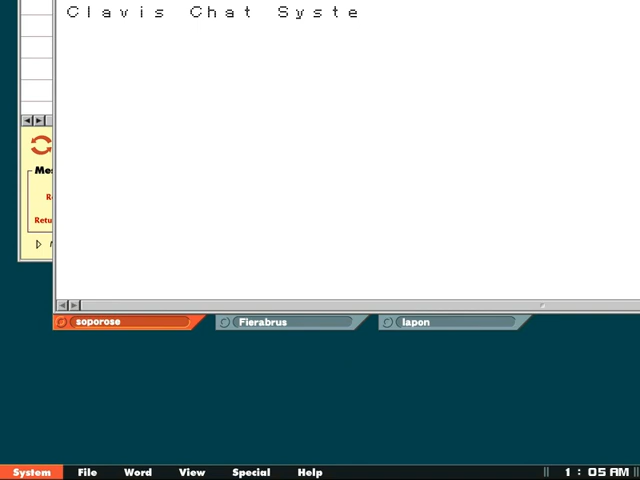 Clavis Chat Syste
soporose
Fierabrus
lapon
System File Word View Special Help 1 : 05 AM